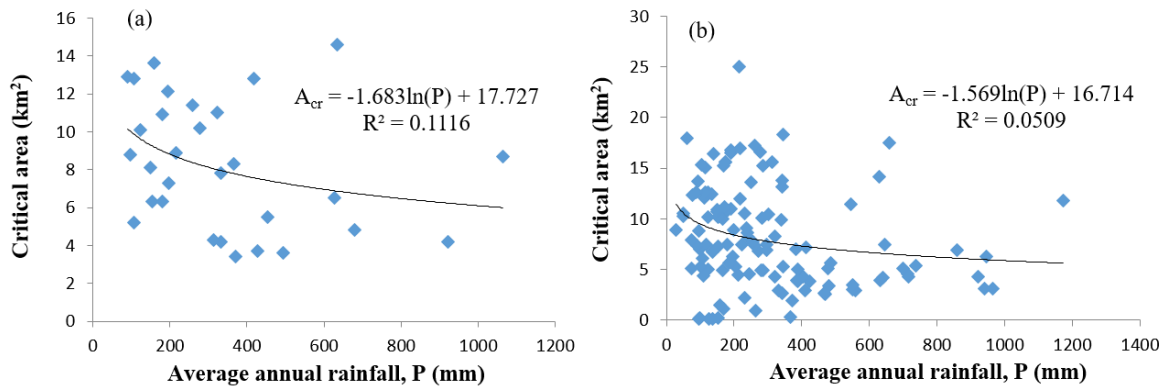 (a)
A_cr = -1.683ln(P) + 17.727
R² = 0.1116
Critical area (km²)
16
14
12
10
8
6
4
2
0
0 200 400 600 800 1000 1200
Average annual rainfall, P (mm)
(b)
A_cr = -1.569ln(P) + 16.714
R² = 0.0509
Critical area (km²)
30
25
20
15
10
5
0
0 200 400 600 800 1000 1200 1400
Average annual rainfall, P (mm)